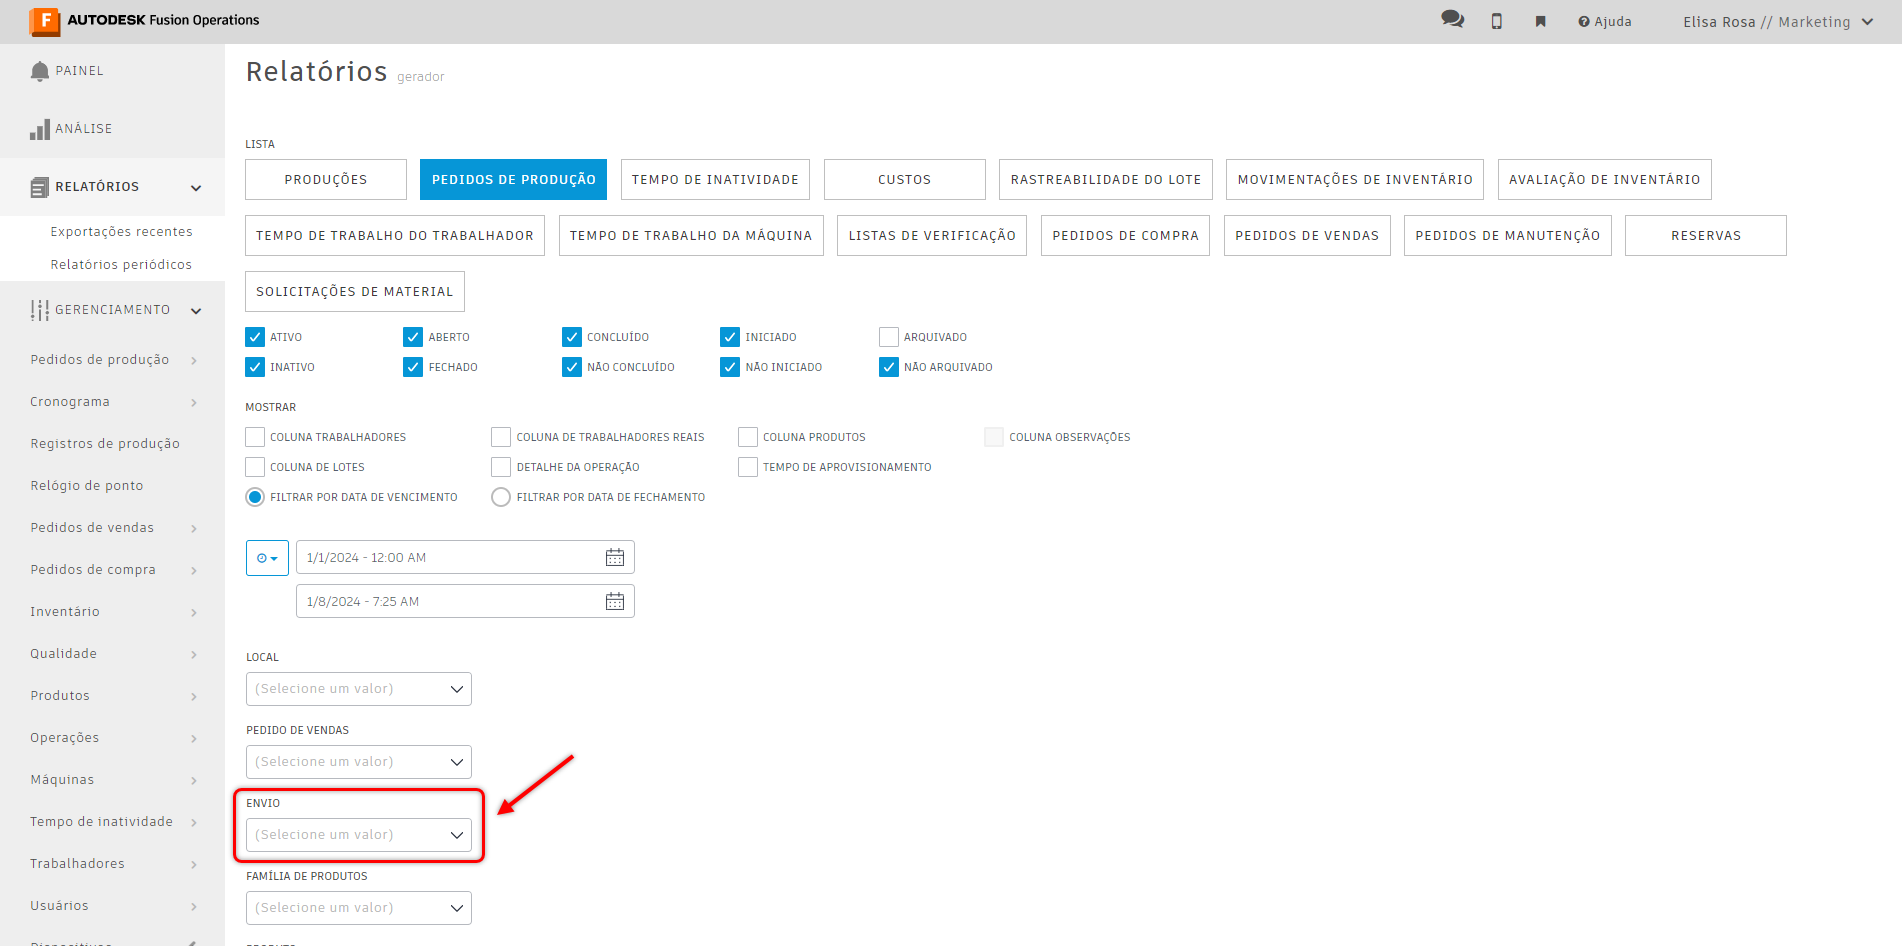 AUTODESK Fusion Operations
Ajuda
Elisa Rosa // Marketing
PAINEL
ANÁLISE
RELATÓRIOS
Exportações recentes
Relatórios periódicos
GERENCIAMENTO
Pedidos de produção
Cronograma
Registros de produção
Relógio de ponto
Pedidos de vendas
Pedidos de compra
Inventário
Qualidade
Produtos
Operações
Máquinas
Tempo de inatividade
Trabalhadores
Usuários
Dispositivos
Relatórios gerador
LISTA
PRODUÇÕES PEDIDOS DE PRODUÇÃO TEMPO DE INATIVIDADE CUSTOS RASTREABILIDADE DO LOTE MOVIMENTAÇÕES DE INVENTÁRIO AVALIAÇÃO DE INVENTÁRIO
TEMPO DE TRABALHO DO TRABALHADOR TEMPO DE TRABALHO DA MÁQUINA LISTAS DE VERIFICAÇÃO PEDIDOS DE COMPRA PEDIDOS DE VENDAS PEDIDOS DE MANUTENÇÃO RESERVAS
SOLICITAÇÕES DE MATERIAL
ATIVO ABERTO CONCLUÍDO INICIADO ARQUIVADO
INATIVO FECHADO NÃO CONCLUÍDO NÃO INICIADO NÃO ARQUIVADO
MOSTRAR
COLUNA TRABALHADORES COLUNA DE TRABALHADORES REAIS COLUNA PRODUTOS COLUNA OBSERVAÇÕES
COLUNA DE LOTES DETALHE DA OPERAÇÃO TEMPO DE APROVISIONAMENTO
FILTRAR POR DATA DE VENCIMENTO FILTRAR POR DATA DE FECHAMENTO
1/1/2024 - 12:00 AM
1/8/2024 - 7:25 AM
LOCAL
(Selecione um valor)
PEDIDO DE VENDAS
(Selecione um valor)
ENVIO
(Selecione um valor)
FAMÍLIA DE PRODUTOS
(Selecione um valor)